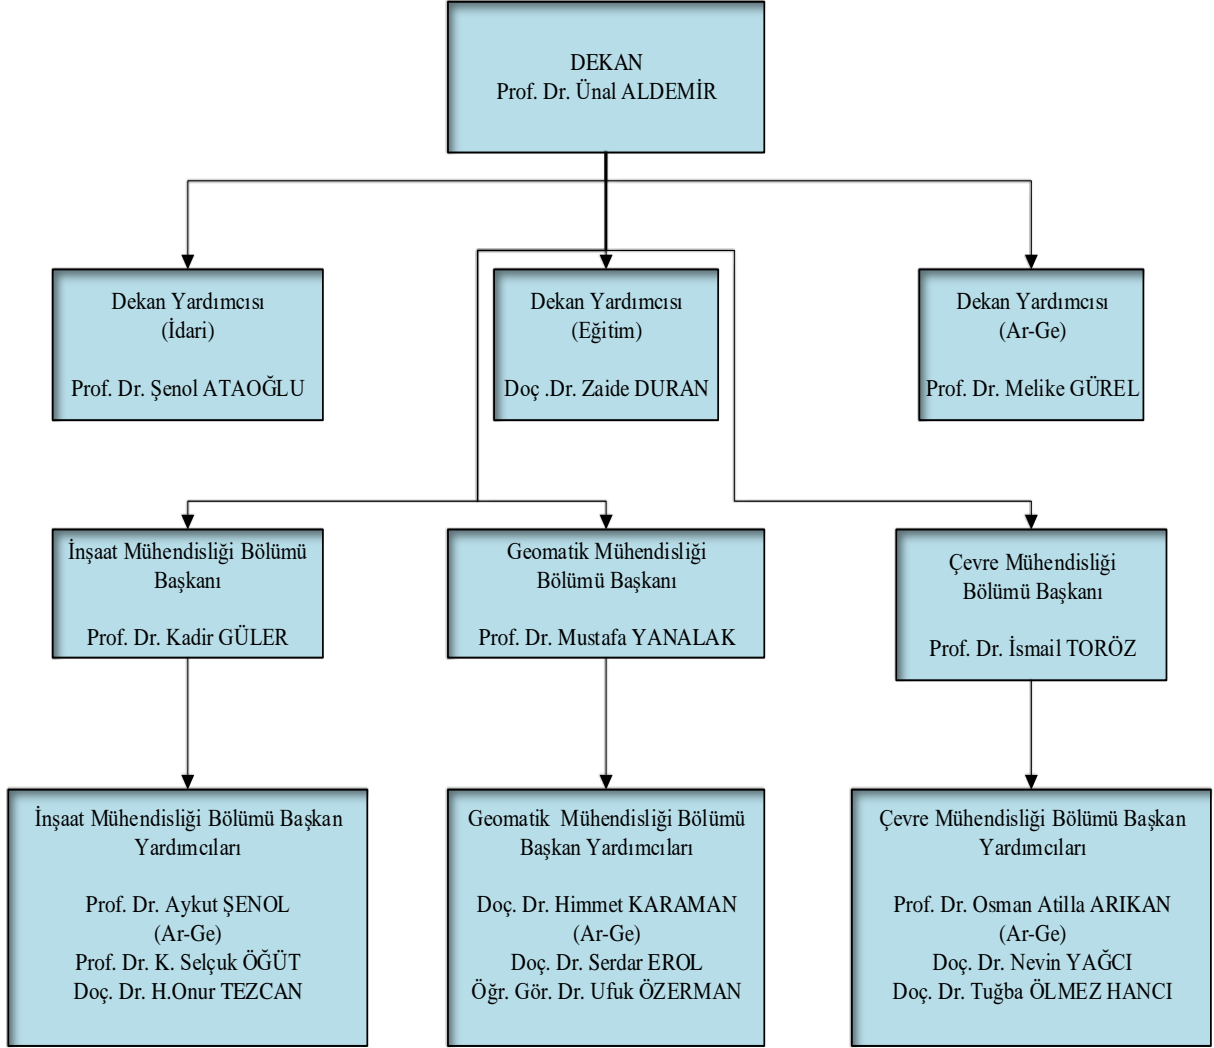 DEKAN
Prof. Dr. Ünal ALDEMİR
Dekan Yardımcısı
(İdari)
Prof. Dr. Şenol ATAOĞLU
Dekan Yardımcısı
(Eğitim)
Doç .Dr. Zaide DURAN
Dekan Yardımcısı
(Ar-Ge)
Prof. Dr. Melike GÜREL
İnşaat Mühendisliği Bölümü
Başkanı
Prof. Dr. Kadir GÜLER
Geomatik Mühendisliği
Bölümü Başkanı
Prof. Dr. Mustafa YANALAK
Çevre Mühendisliği
Bölümü Başkanı
Prof. Dr. İsmail TORÖZ
İnşaat Mühendisliği Bölümü Başkan
Yardımcıları
Prof. Dr. Aykut ŞENOL
(Ar-Ge)
Prof. Dr. K. Selçuk ÖĞÜT
Doç. Dr. H.Onur TEZCAN
Geomatik  Mühendisliği Bölümü
Başkan Yardımcıları
Doç. Dr. Himmet KARAMAN
(Ar-Ge)
Doç. Dr. Serdar EROL
Öğr. Gör. Dr. Ufuk ÖZERMAN
Çevre Mühendisliği Bölümü Başkan
Yardımcıları
Prof. Dr. Osman Atilla ARIKAN
(Ar-Ge)
Doç. Dr. Nevin YAĞCI
Doç. Dr. Tuğba ÖLMEZ HANCI